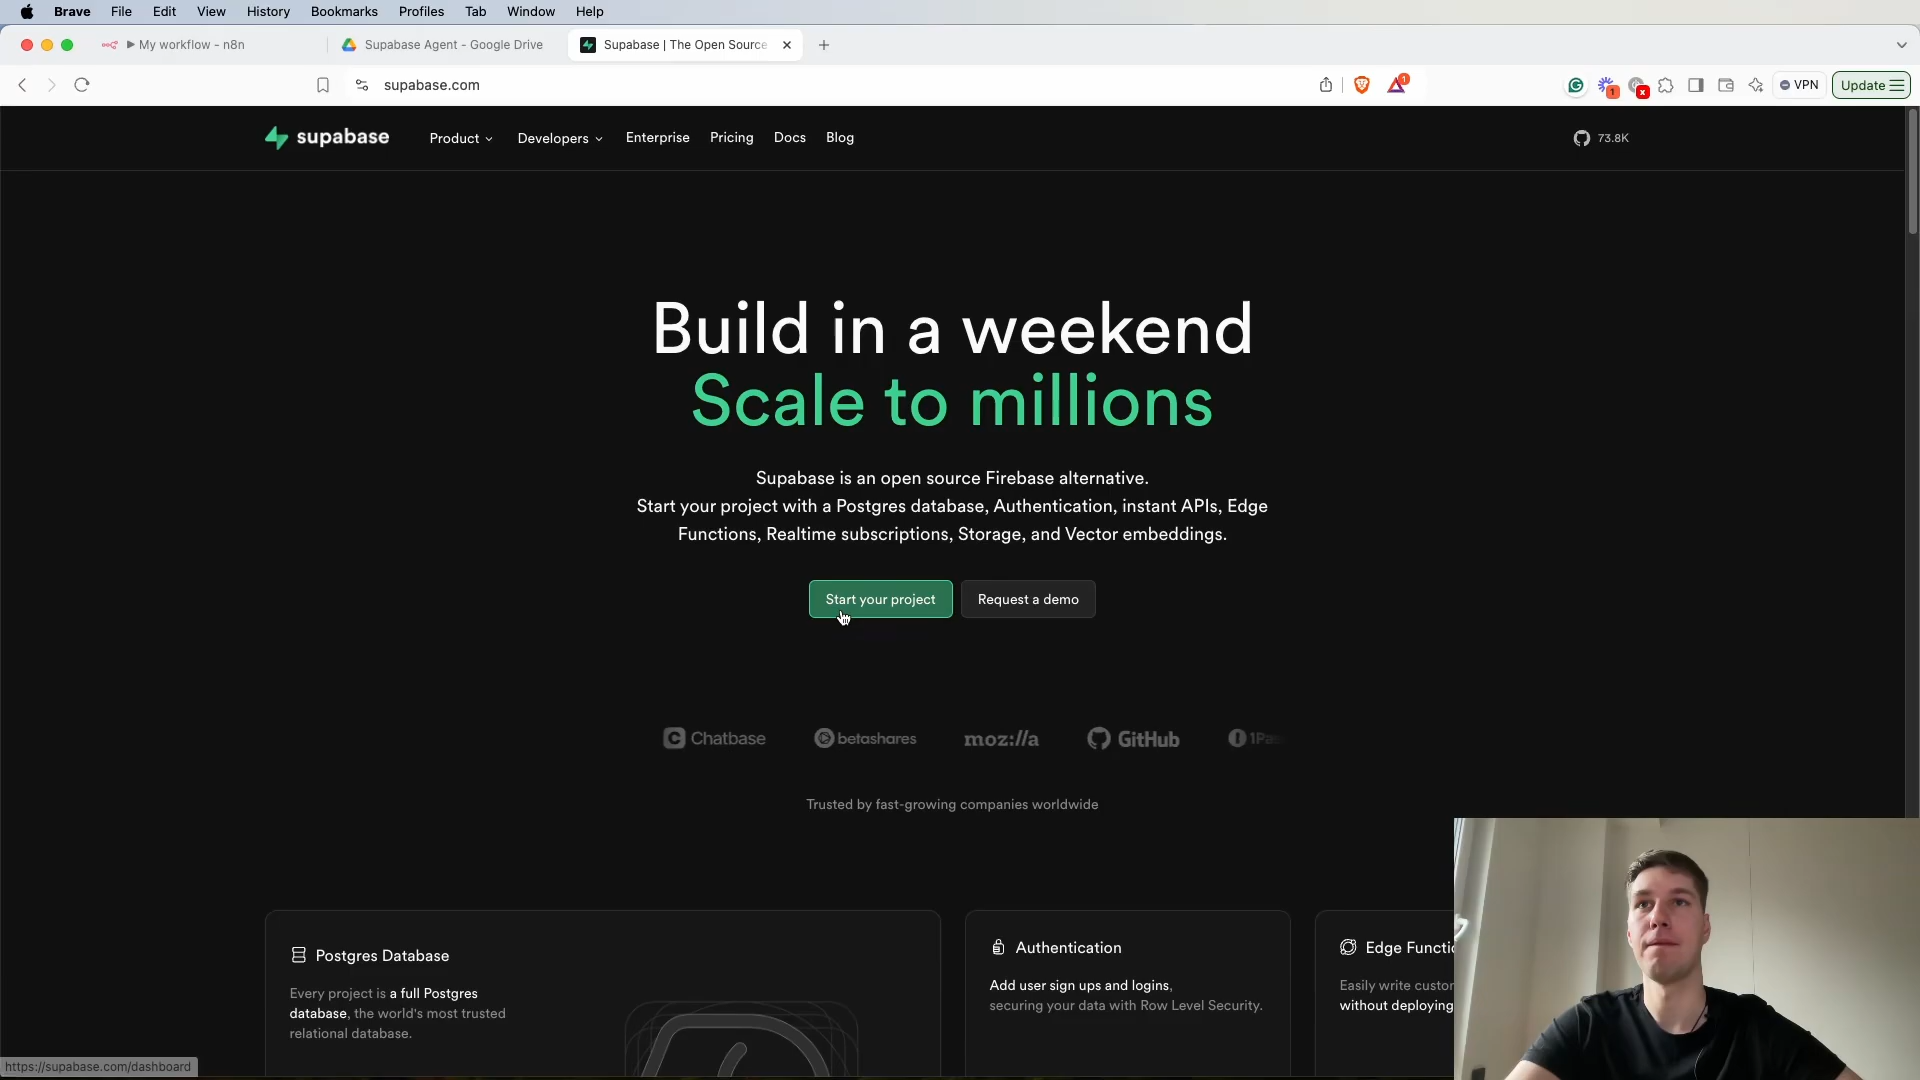 Brave File Edit View History Bookmarks Profiles Tab Window Help
My workflow - n8n
Supabase Agent - Google Drive
Supabase | The Open Source
supabase.com
1
1
x
VPN
Update
supabase
Product
Developers
Enterprise
Pricing
Docs
Blog
73.8K
Build in a weekend
Scale to millions
Supabase is an open source Firebase alternative.
Start your project with a Postgres database, Authentication, instant APIs, Edge
Functions, Realtime subscriptions, Storage, and Vector embeddings.
Start your project
Request a demo
Chatbase
betashares
moz://a
GitHub
1Pas
Trusted by fast-growing companies worldwide
Postgres Database
Every project is a full Postgres
database, the world's most trusted
relational database.
Authentication
Add user sign ups and logins,
securing your data with Row Level Security.
Edge Functio
Easily write custor
without deploying
https://supabase.com/dashboard